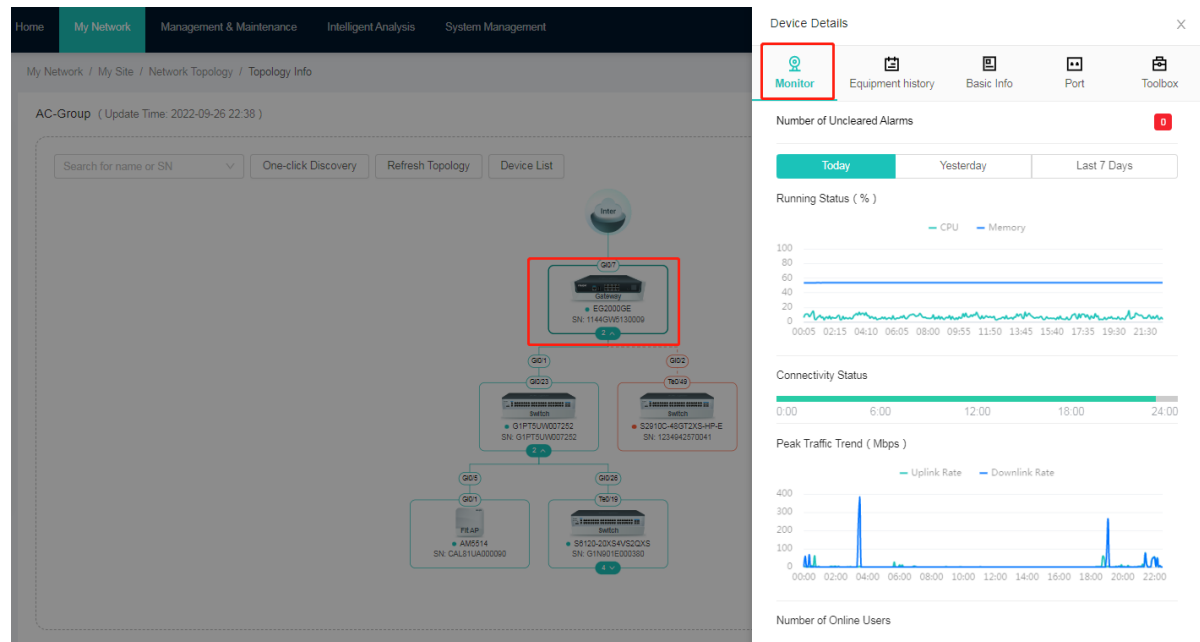 Home My Network Management & Maintenance Intelligent Analysis System Management
My Network / My Site / Network Topology / Topology Info
AC-Group ( Update Time: 2022-09-26 22:38 )
Search for name or SN One-click Discovery Refresh Topology Device List
Inter
GI0/7
Gateway
EG2000GE
SN: 1144GW5130009
2
GI0/1 GI0/2
GI0/23 Te0/49
Switch Switch
G1PT5UW007252 S2910C-48GT2XS-HP-E
SN: G1PT5UW007252 SN: 1234942570041
2
GI0/5 GI0/26
GI0/1 Te0/19
Fit AP Switch
AM5514 S6120-20XS4VS2QXS
SN: CAL81UA000090 SN: G1N901E000380
4
Device Details
Monitor Equipment history Basic Info Port Toolbox
Number of Uncleared Alarms 0
Today Yesterday Last 7 Days
Running Status ( % )
CPU Memory
100
80
60
40
20
0
00:05 02:15 04:10 06:05 08:00 09:55 11:50 13:45 15:40 17:35 19:30 21:30
Connectivity Status
0:00 6:00 12:00 18:00 24:00
Peak Traffic Trend ( Mbps )
Uplink Rate Downlink Rate
400
300
200
100
0
00:00 02:00 04:00 06:00 08:00 10:00 12:00 14:00 16:00 18:00 20:00 22:00
Number of Online Users